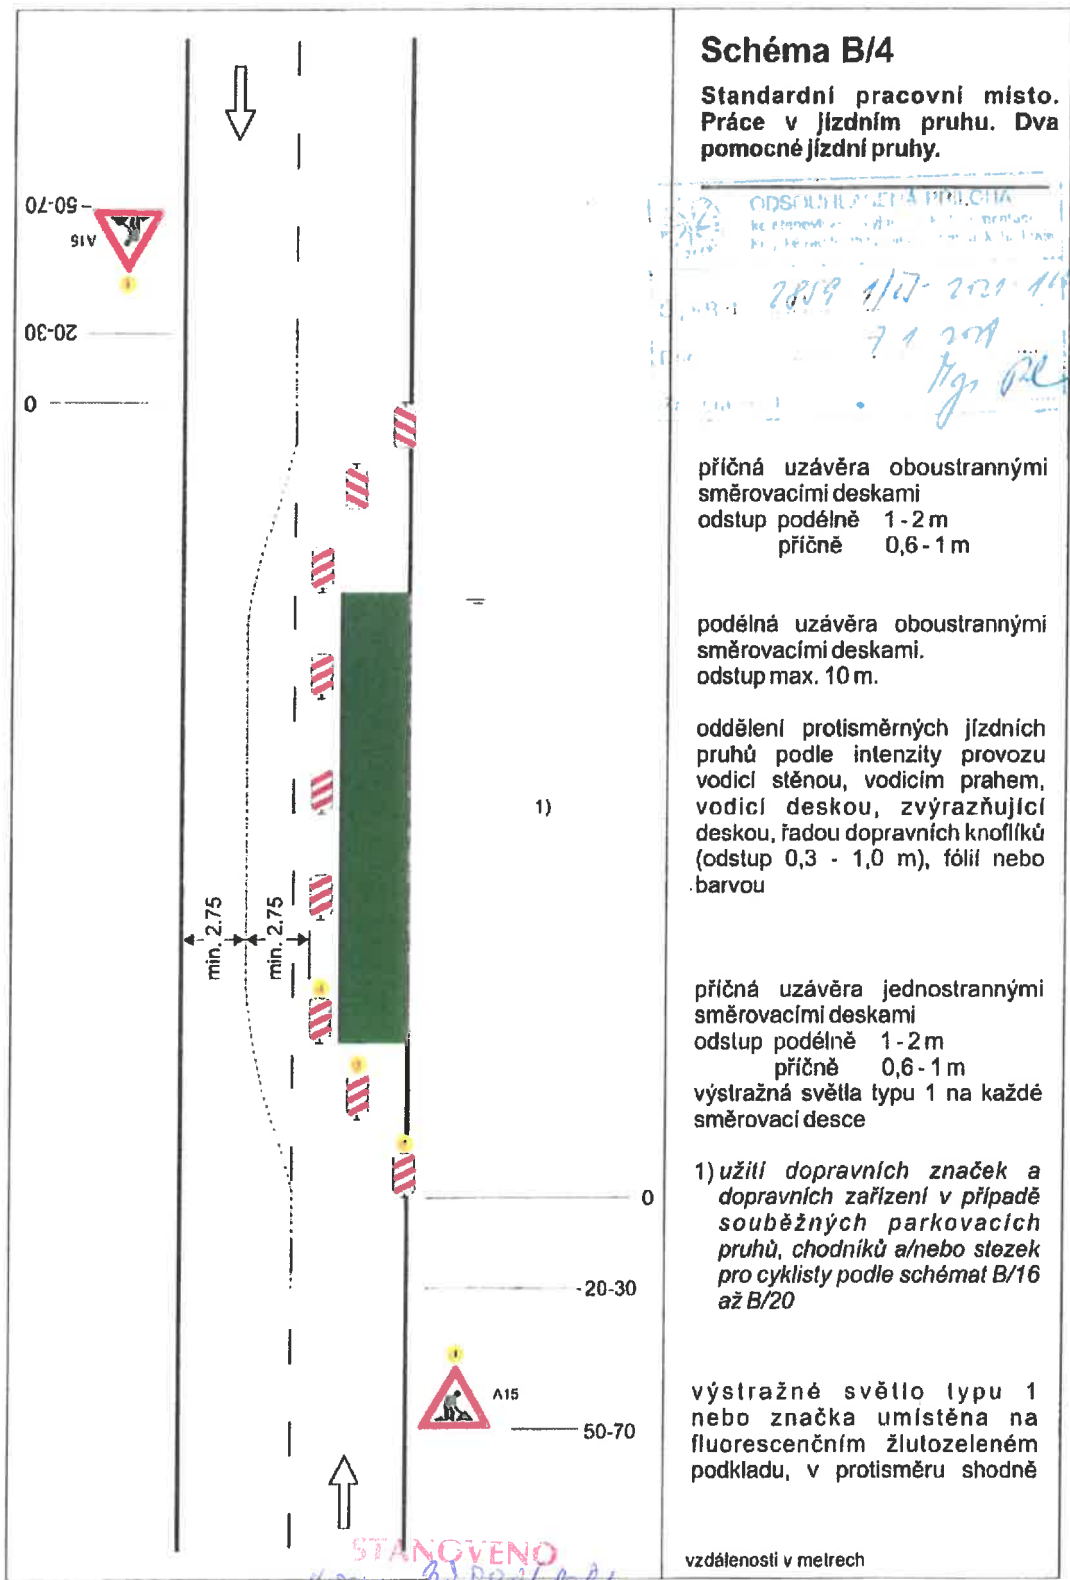 Schéma B/4
Standardní pracovní místo.
Práce v jízdním pruhu. Dva
pomocné jízdní pruhy.
ODSOUHLASENÁ PŘÍLOHA
50-70
A15
20-30
0
příčná uzávěra oboustrannými
směrovacími deskami
odstup podélně 1 - 2 m
příčně 0,6 - 1 m
podélná uzávěra oboustrannými
směrovacími deskami.
odstup max. 10 m.
oddělení protisměrných jízdních
pruhů podle intenzity provozu
vodicí stěnou, vodicím prahem,
vodicí deskou, zvýrazňující
deskou, řadou dopravních knoflíků
(odstup 0,3 - 1,0 m), fólií nebo
barvou
1)
min. 2.75
min. 2.75
příčná uzávěra jednostrannými
směrovacími deskami
odstup podélně 1 - 2 m
příčně 0,6 - 1 m
výstražná světla typu 1 na každé
směrovací desce
1) užití dopravních značek a
dopravních zařízení v případě
souběžných parkovacích
pruhů, chodníků a/nebo stezek
pro cyklisty podle schémat B/16
až B/20
0
20-30
A15
50-70
výstražné světlo typu 1
nebo značka umístěna na
fluorescenčním žlutozeleném
podkladu, v protisměru shodně
STANOVENO
vzdálenosti v metrech